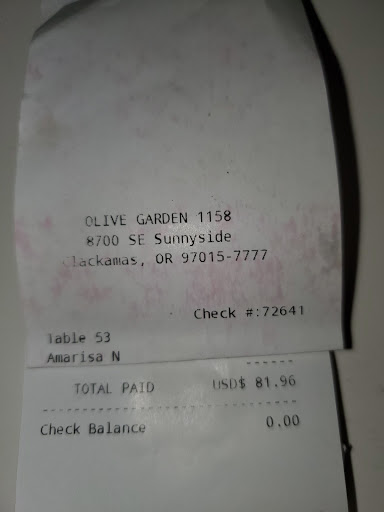 OLIVE GARDEN 1158
8700 SE Sunnyside
Clackamas, OR 97015-7777
Check #:72641
Table 53
Amarisa N
------
TOTAL PAID USD$ 81.96
--------------------------------
Check Balance 0.00